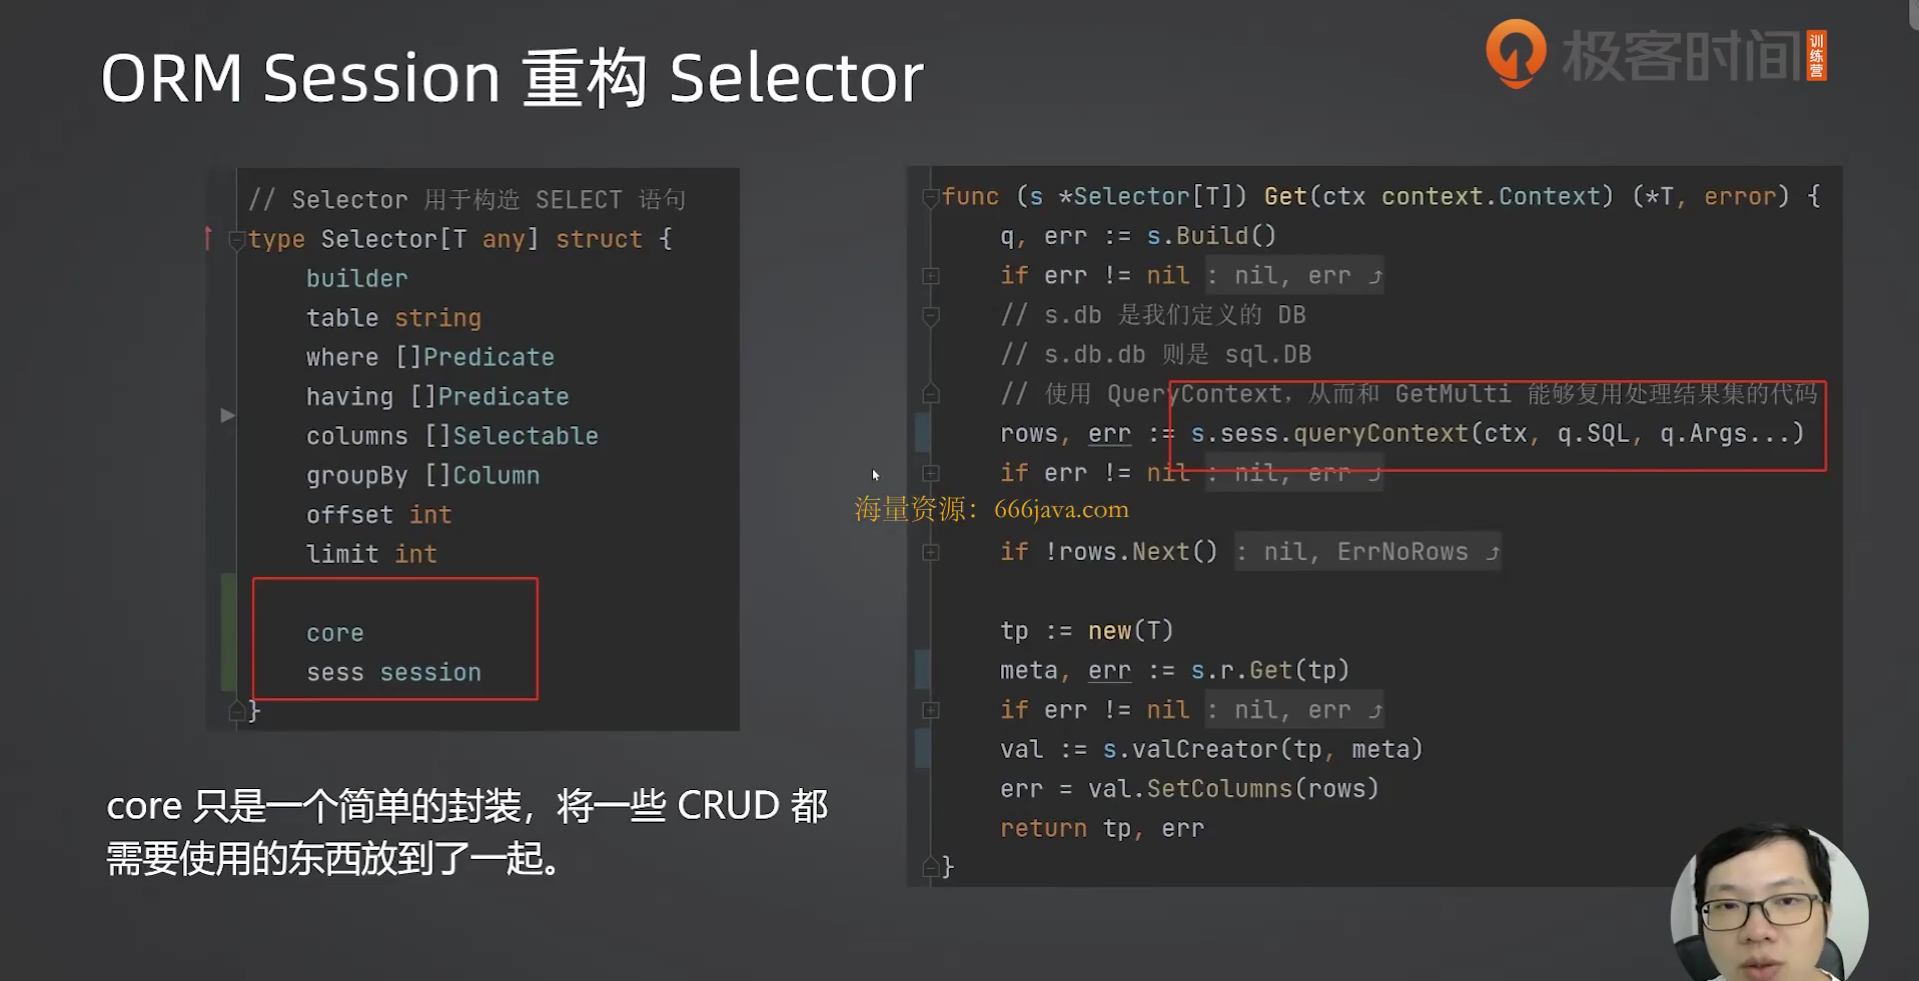 ORM Session 重构 Selector
极客时间
训练营
// Selector 用于构造 SELECT 语句
type Selector[T any] struct {
builder
table string
where []Predicate
having []Predicate
columns []Selectable
groupBy []Column
offset int
limit int
core
sess session
}
core 只是一个简单的封装，将一些 CRUD 都
需要使用的东西放到了一起。
func (s *Selector[T]) Get(ctx context.Context) (*T, error) {
q, err := s.Build()
if err != nil : nil, err
// s.db 是我们定义的 DB
// s.db.db 则是 sql.DB
// 使用 QueryContext，从而和 GetMulti 能够复用处理结果集的代码
rows, err := s.sess.queryContext(ctx, q.SQL, q.Args...)
if err != nil : nil, err
if !rows.Next() : nil, ErrNoRows
tp := new(T)
meta, err := s.r.Get(tp)
if err != nil : nil, err
val := s.valCreator(tp, meta)
err = val.SetColumns(rows)
return tp, err
}
海量资源：666java.com